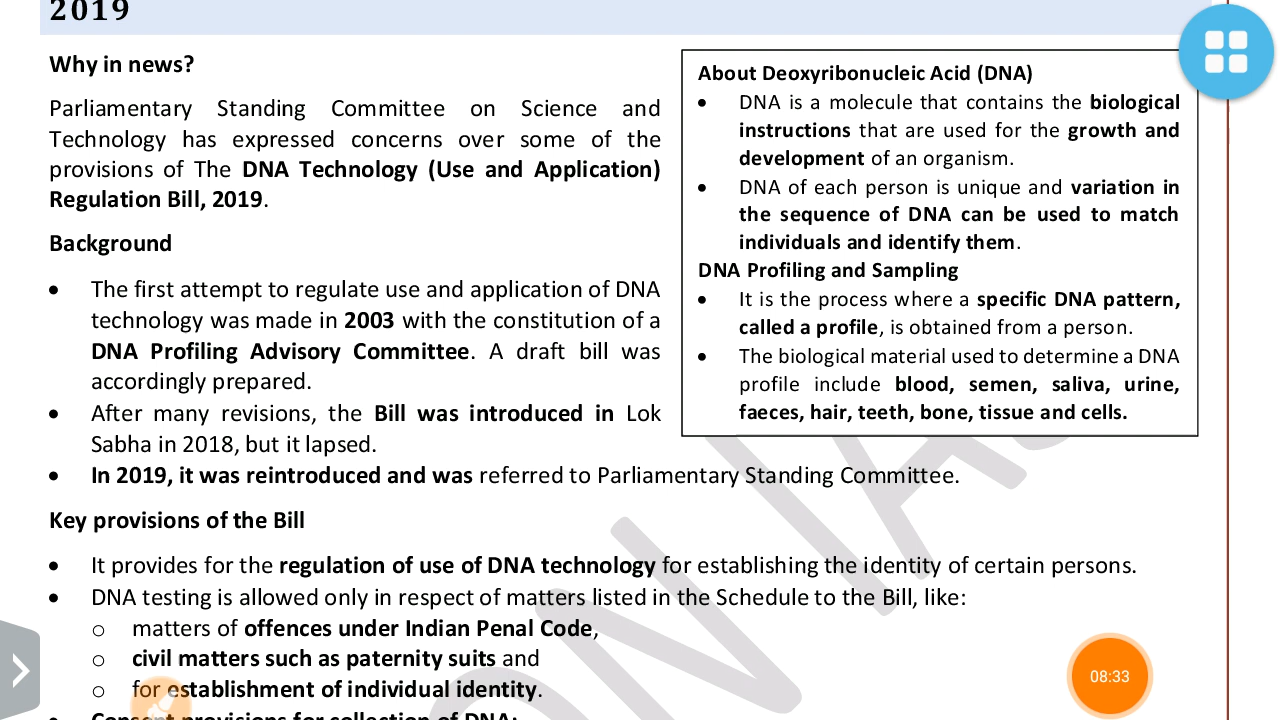 2019
Why in news?
Parliamentary Standing Committee on Science and
Technology has expressed concerns over some of the
provisions of The DNA Technology (Use and Application)
Regulation Bill, 2019.
Background
• The first attempt to regulate use and application of DNA
technology was made in 2003 with the constitution of a
DNA Profiling Advisory Committee. A draft bill was
accordingly prepared.
• After many revisions, the Bill was introduced in Lok
Sabha in 2018, but it lapsed.
• In 2019, it was reintroduced and was referred to Parliamentary Standing Committee.
About Deoxyribonucleic Acid (DNA)
• DNA is a molecule that contains the biological
instructions that are used for the growth and
development of an organism.
• DNA of each person is unique and variation in
the sequence of DNA can be used to match
individuals and identify them.
DNA Profiling and Sampling
• It is the process where a specific DNA pattern,
called a profile, is obtained from a person.
• The biological material used to determine a DNA
profile include blood, semen, saliva, urine,
faeces, hair, teeth, bone, tissue and cells.
Key provisions of the Bill
• It provides for the regulation of use of DNA technology for establishing the identity of certain persons.
• DNA testing is allowed only in respect of matters listed in the Schedule to the Bill, like:
o matters of offences under Indian Penal Code,
o civil matters such as paternity suits and
o for establishment of individual identity.
• Consent provisions for collection of DNA:
08:33